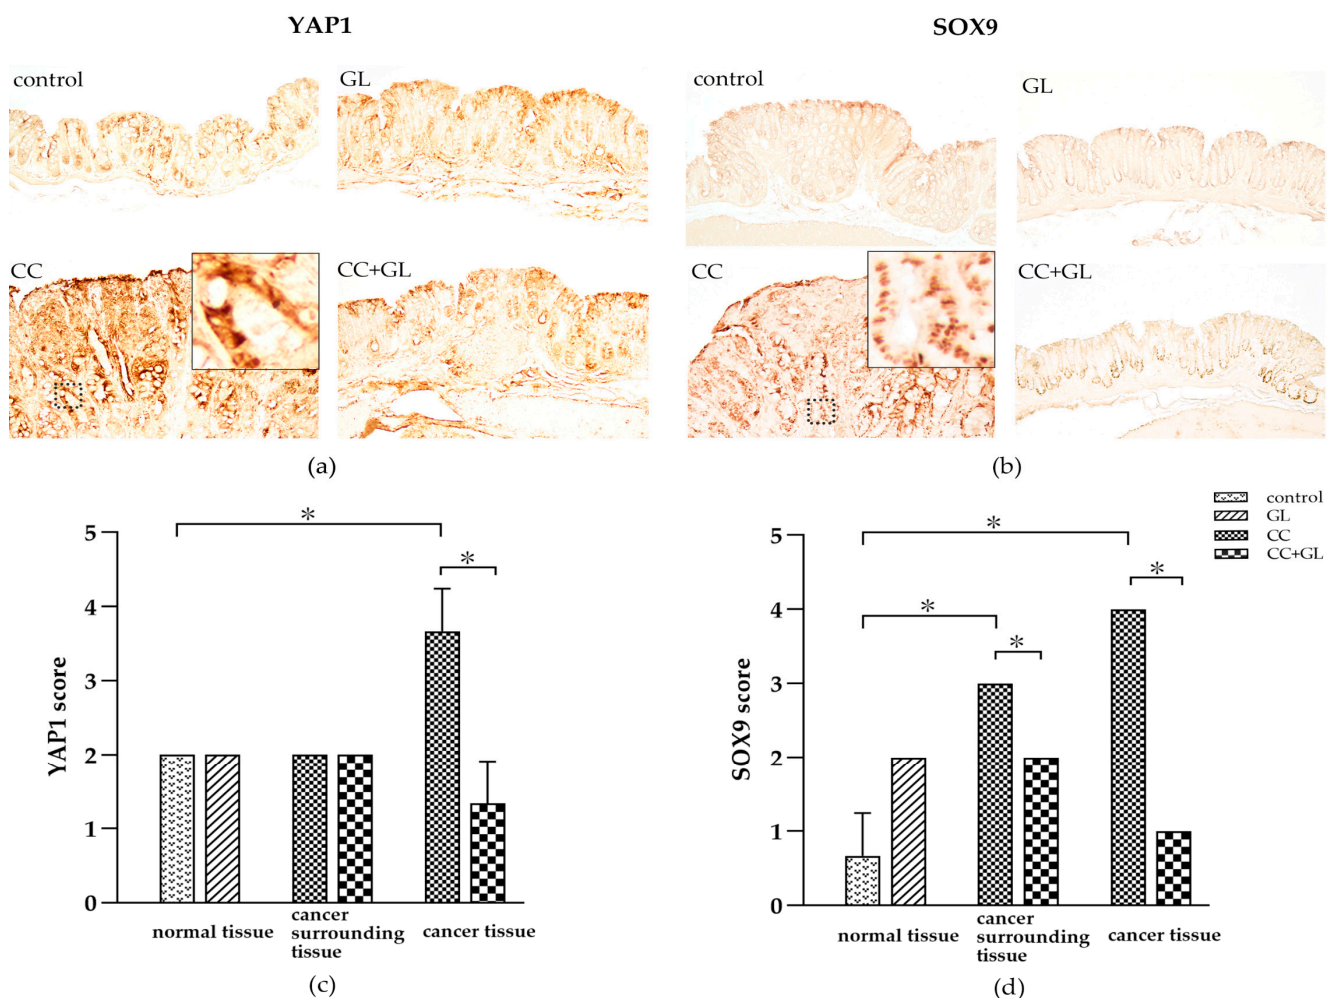 YAP1
SOX9
control
GL
CC
CC+GL
control
GL
CC
CC+GL
(a)
(b)
control
GL
CC
CC+GL
YAP1 score
5
4
3
2
1
0
*
*
normal tissue
cancer
surrounding
tissue
cancer tissue
(c)
SOX9 score
5
4
3
2
1
0
*
*
*
*
normal tissue
cancer
surrounding
tissue
cancer tissue
(d)